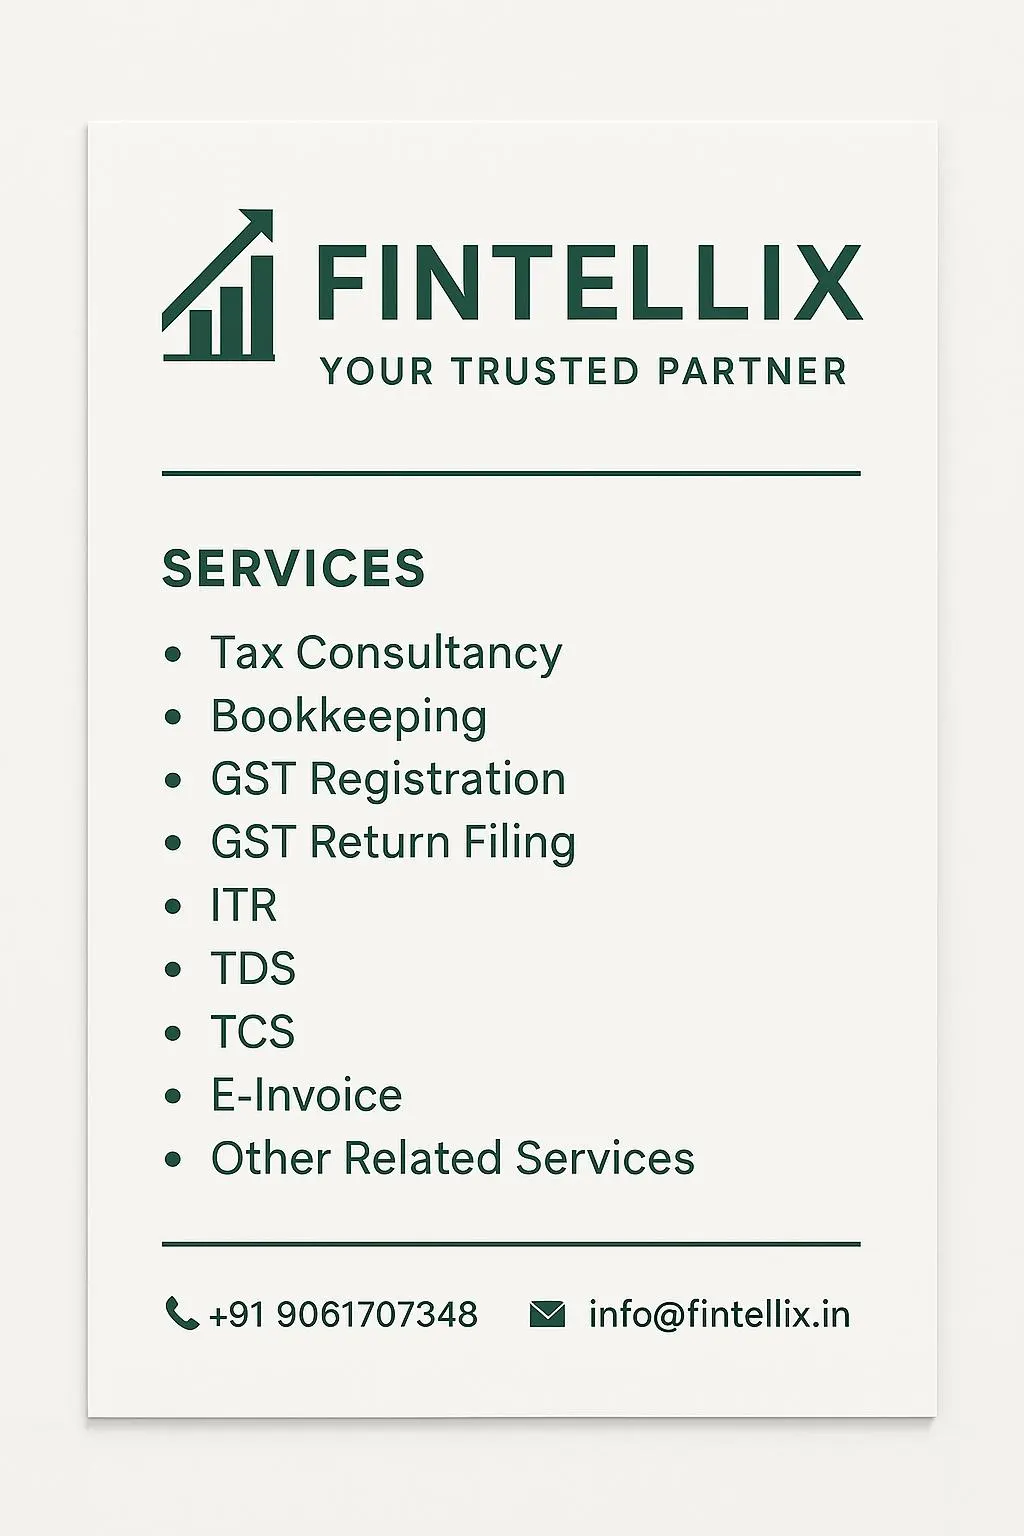 FINTELLIX
YOUR TRUSTED PARTNER
SERVICES
• Tax Consultancy
• Bookkeeping
• GST Registration
• GST Return Filing
• ITR
• TDS
• TCS
• E-Invoice
• Other Related Services
+91 9061707348 info@fintellix.in